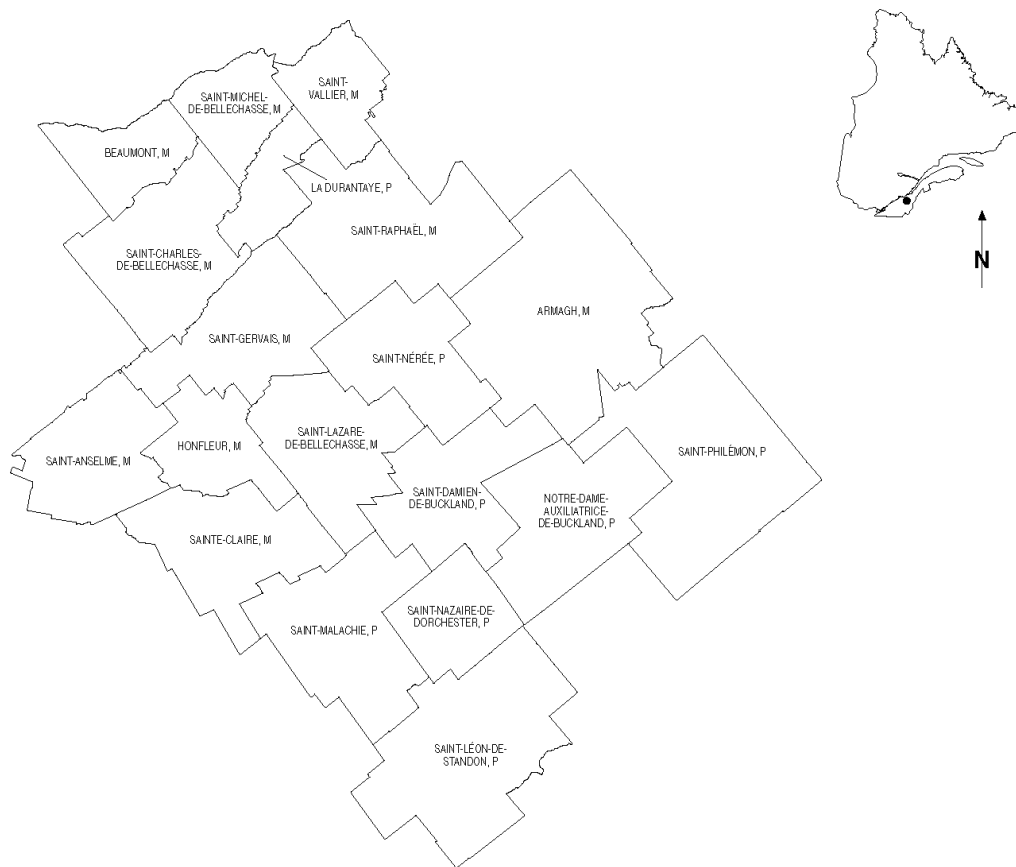 SAINT-
VALLIER, M
SAINT-MICHEL-
DE-BELLECHASSE, M
BEAUMONT, M
LA DURANTAYE, P
SAINT-RAPHAËL, M
SAINT-CHARLES-
DE-BELLECHASSE, M
N
ARMAGH, M
SAINT-GERVAIS, M
SAINT-NÉRÉE, P
SAINT-LAZARE-
DE-BELLECHASSE, M
HONFLEUR, M
SAINT-ANSELME, M
SAINT-PHILÉMON, P
SAINT-DAMIEN-
DE-BUCKLAND, P
NOTRE-DAME-
AUXILIATRICE-
DE-BUCKLAND, P
SAINTE-CLAIRE, M
SAINT-NAZAIRE-DE-
DORCHESTER, P
SAINT-MALACHIE, P
SAINT-LÉON-DE-
STANDON, P